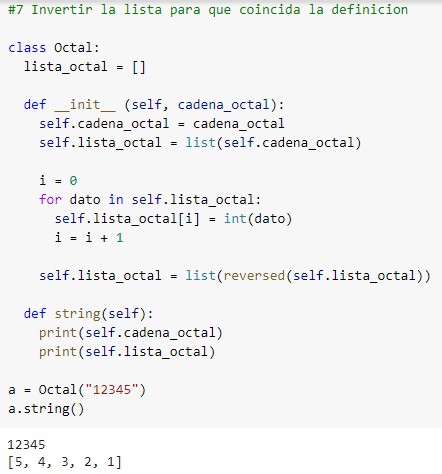 #7 Invertir la lista para que coincida la definicion
class Octal:
  lista_octal = []
  def __init__ (self, cadena_octal):
    self.cadena_octal = cadena_octal
    self.lista_octal = list(self.cadena_octal)
    i = 0
    for dato in self.lista_octal:
      self.lista_octal[i] = int(dato)
      i = i + 1
    self.lista_octal = list(reversed(self.lista_octal))
  def string(self):
    print(self.cadena_octal)
    print(self.lista_octal)
a = Octal("12345")
a.string()
12345
[5, 4, 3, 2, 1]